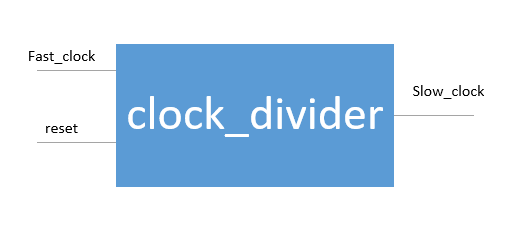 Fast_clock
reset
clock_divider
Slow_clock